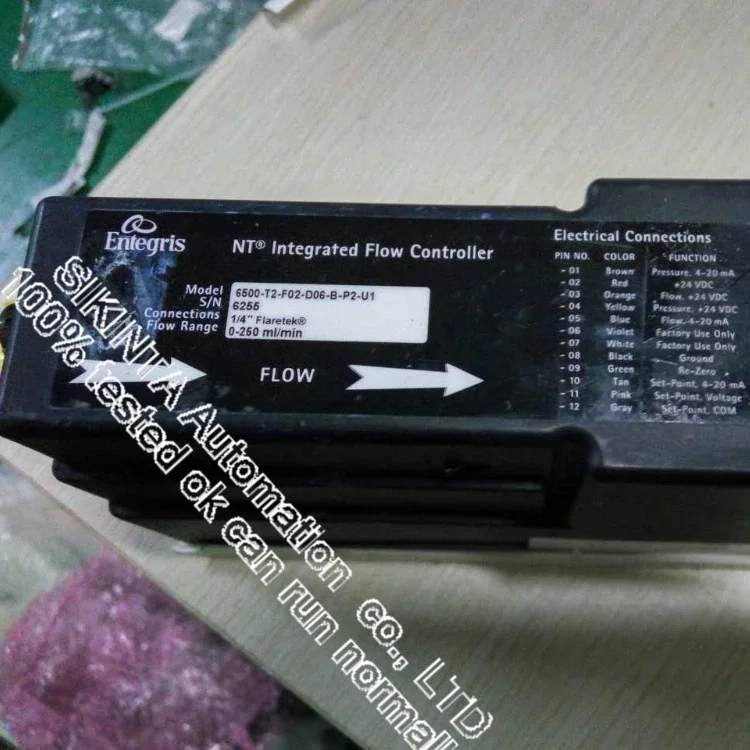 Entegris
NT® Integrated Flow Controller
Model 6500-T2-F02-D06-B-P2-U1
S/N 6255
Connections 1/4" Flaretek®
Flow Range 0-250 ml/min
FLOW
Electrical Connections
PIN NO. COLOR FUNCTION
- 01 Brown Pressure, 4-20 mA
- 02 Red +24 VDC
- 03 Orange Flow, +24 VDC
- 04 Yellow Pressure, +24 VDC
- 05 Blue Flow, 4-20 mA
- 06 Violet Factory Use Only
- 07 White Factory Use Only
- 08 Black Ground
- 09 Green Re-Zero
- 10 Tan Set-Point, 4-20 mA
- 11 Pink Set-Point, Voltage
- 12 Gray Set-Point, COM
SIKINTA Automation co., LTD
100% tested ok can run normall